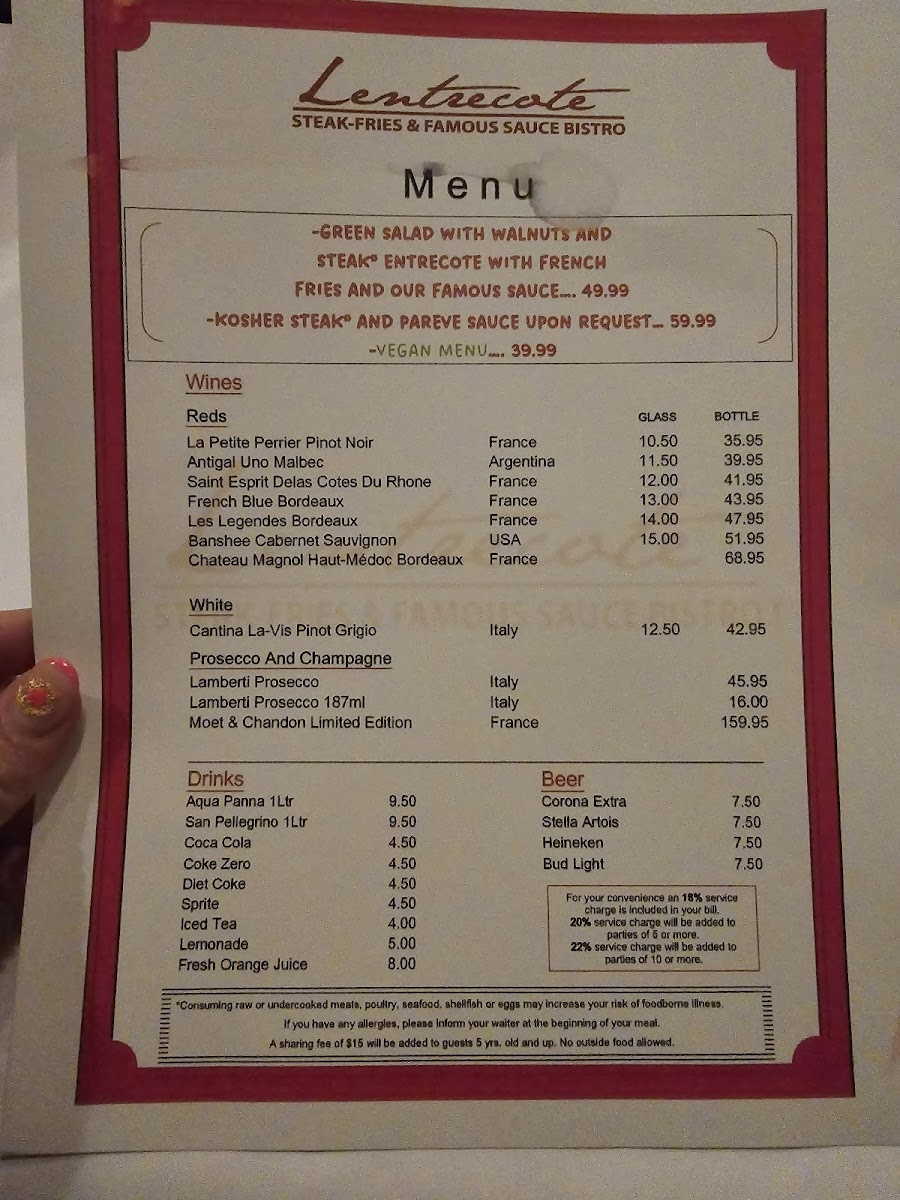 Lentrecote
STEAK-FRIES & FAMOUS SAUCE BISTRO
Menu
-GREEN SALAD WITH WALNUTS AND
STEAK* ENTRECOTE WITH FRENCH
FRIES AND OUR FAMOUS SAUCE.... 49.99
-KOSHER STEAK* AND PAREVE SAUCE UPON REQUEST... 59.99
-VEGAN MENU.... 39.99
Wines
Reds GLASS BOTTLE
La Petite Perrier Pinot Noir France 10.50 35.95
Antigal Uno Malbec Argentina 11.50 39.95
Saint Esprit Delas Cotes Du Rhone France 12.00 41.95
French Blue Bordeaux France 13.00 43.95
Les Legendes Bordeaux France 14.00 47.95
Banshee Cabernet Sauvignon USA 15.00 51.95
Chateau Magnol Haut-Médoc Bordeaux France 68.95
White
Cantina La-Vis Pinot Grigio Italy 12.50 42.95
Prosecco And Champagne
Lamberti Prosecco Italy 45.95
Lamberti Prosecco 187ml Italy 16.00
Moet & Chandon Limited Edition France 159.95
Drinks
Aqua Panna 1Ltr 9.50
San Pellegrino 1Ltr 9.50
Coca Cola 4.50
Coke Zero 4.50
Diet Coke 4.50
Sprite 4.50
Iced Tea 4.00
Lemonade 5.00
Fresh Orange Juice 8.00
Beer
Corona Extra 7.50
Stella Artois 7.50
Heineken 7.50
Bud Light 7.50
For your convenience an 18% service
charge is included in your bill.
20% service charge will be added to
parties of 5 or more.
22% service charge will be added to
parties of 10 or more.
*Consuming raw or undercooked meats, poultry, seafood, shellfish or eggs may increase your risk of foodborne illness.
If you have any allergies, please inform your waiter at the beginning of your meal.
A sharing fee of $15 will be added to guests 5 yrs. old and up. No outside food allowed.